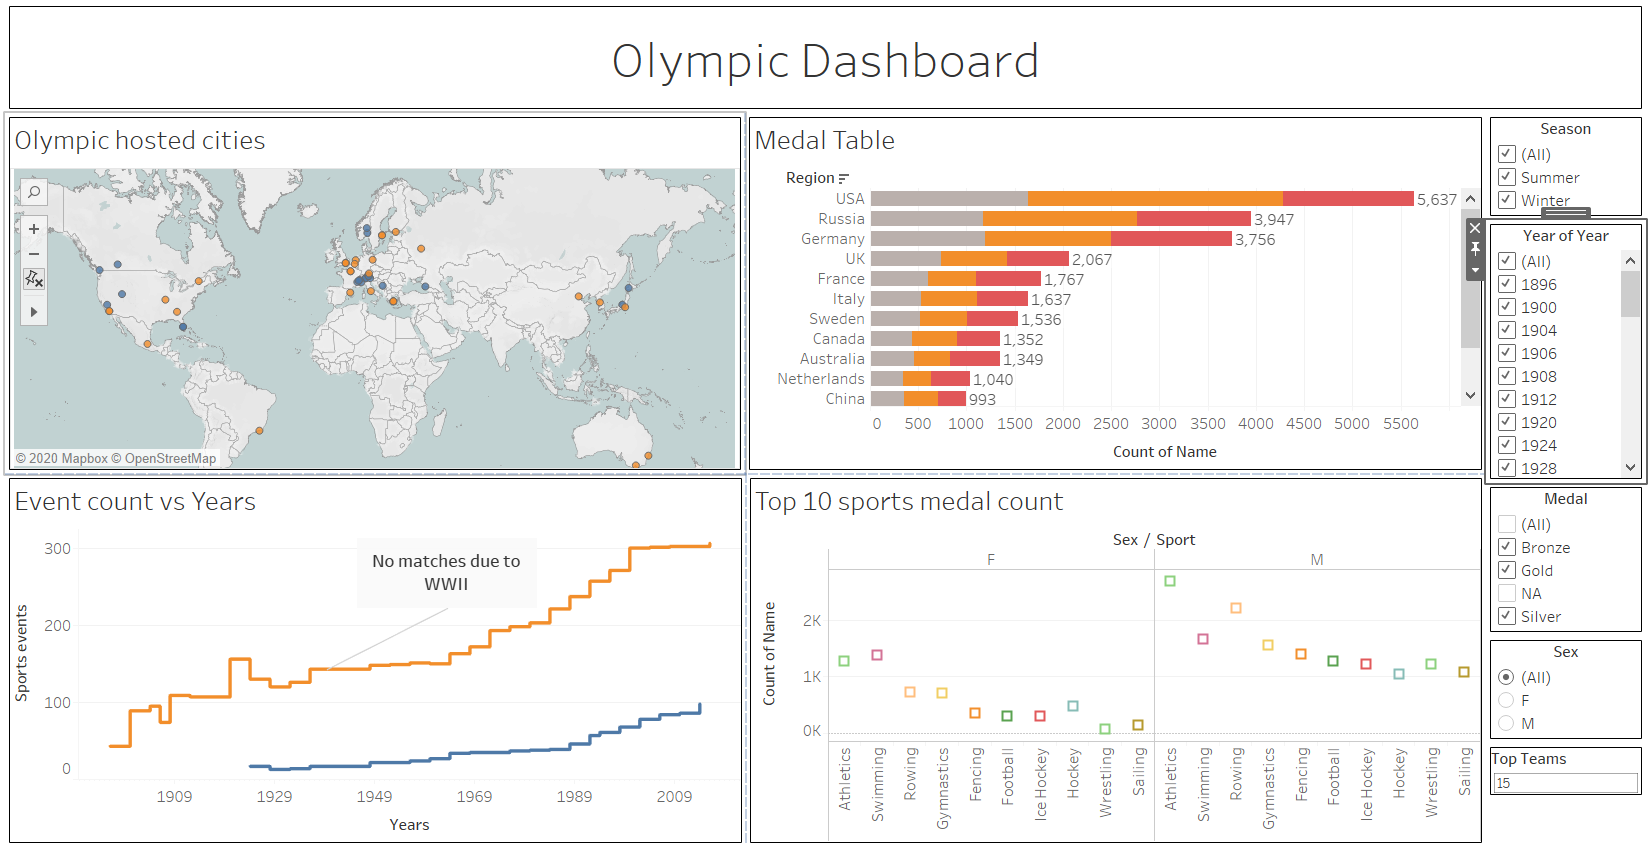 Olympic Dashboard
Olympic hosted cities
© 2020 Mapbox © OpenStreetMap
Medal Table
Region
USA 5,637
Russia 3,947
Germany 3,756
UK 2,067
France 1,767
Italy 1,637
Sweden 1,536
Canada 1,352
Australia 1,349
Netherlands 1,040
China 993
0 500 1000 1500 2000 2500 3000 3500 4000 4500 5000 5500
Count of Name
Season
(All)
Summer
Winter
Year of Year
(All)
1896
1900
1904
1906
1908
1912
1920
1924
1928
Event count vs Years
No matches due to
WWII
Sports events
300
200
100
0
1909 1929 1949 1969 1989 2009
Years
Top 10 sports medal count
Sex / Sport
F M
Count of Name
2K
1K
0K
Athletics
Swimming
Rowing
Gymnastics
Fencing
Football
Ice Hockey
Hockey
Wrestling
Sailing
Athletics
Swimming
Rowing
Gymnastics
Fencing
Football
Ice Hockey
Hockey
Wrestling
Sailing
Medal
(All)
Bronze
Gold
NA
Silver
Sex
(All)
F
M
Top Teams
15